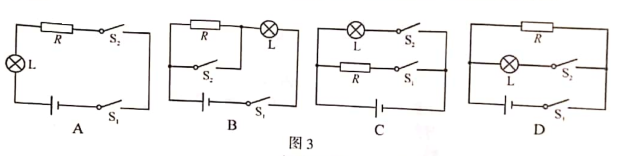 R S₂ R L L S₂ R
L S₂ R S₁ L S₂
S₁ S₁ S₁
A B C D
图3